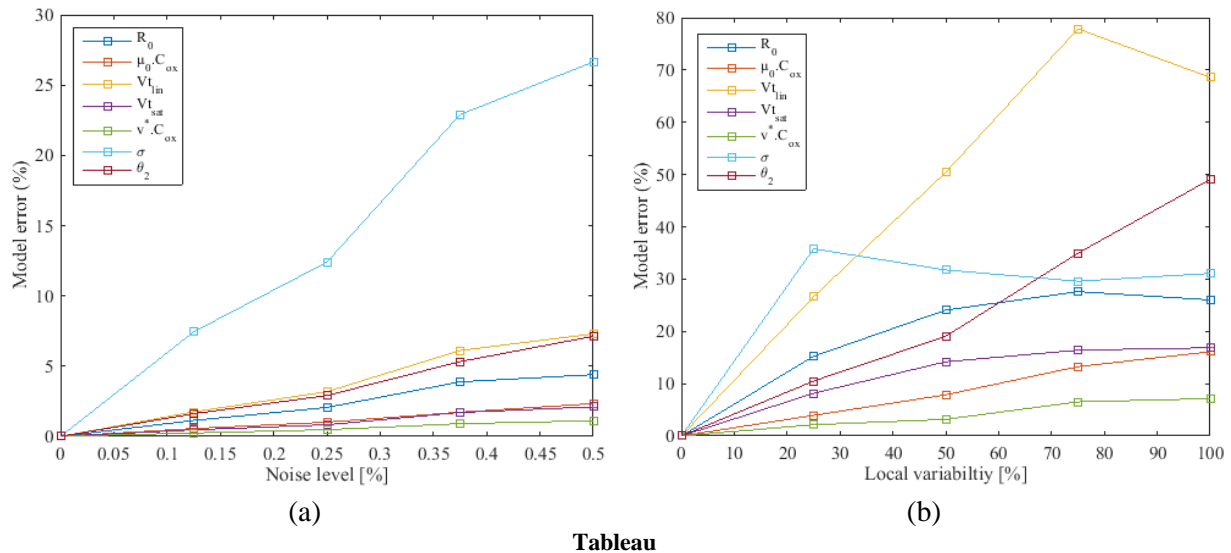 30
25
20
15
10
5
0
Model error (%)
R0
μ0.Cox
Vtlin
Vtsat
v*.Cox
σ
θ2
0 0.05 0.1 0.15 0.2 0.25 0.3 0.35 0.4 0.45 0.5
Noise level [%]
(a)
80
70
60
50
40
30
20
10
0
Model error (%)
R0
μ0.Cox
Vtlin
Vtsat
v*.Cox
σ
θ2
0 10 20 30 40 50 60 70 80 90 100
Local variabiltiy [%]
(b)
Tableau